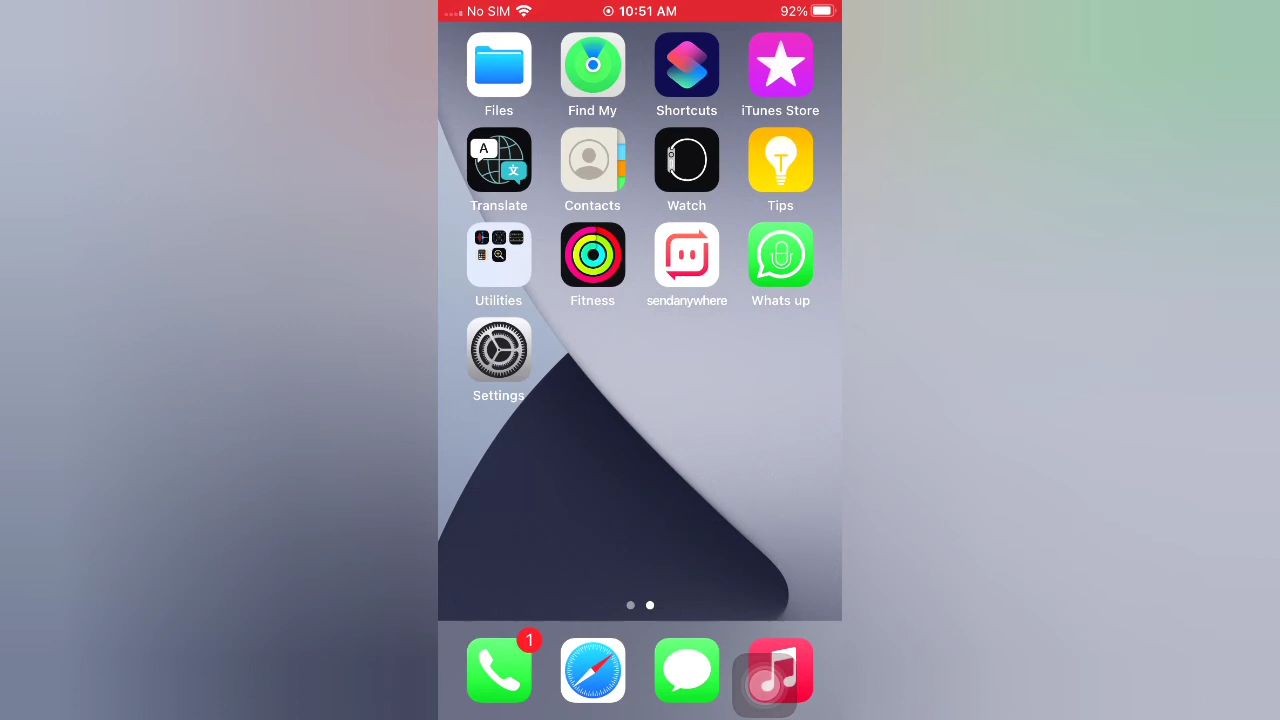 No SIM 10:51 AM 92%
Files Find My Shortcuts iTunes Store
A 文
Translate Contacts Watch Tips
Utilities Fitness sendanywhere Whats up
Settings
1